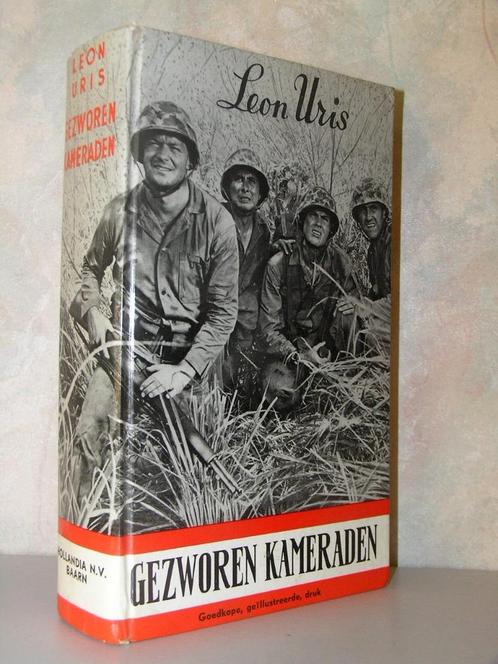 LEON
URIS
GEZWOREN
KAMERADEN
HOLLANDIA N.V.
BAARN
Leon Uris
GEZWOREN KAMERADEN
Goedkope, geïllustreerde, druk